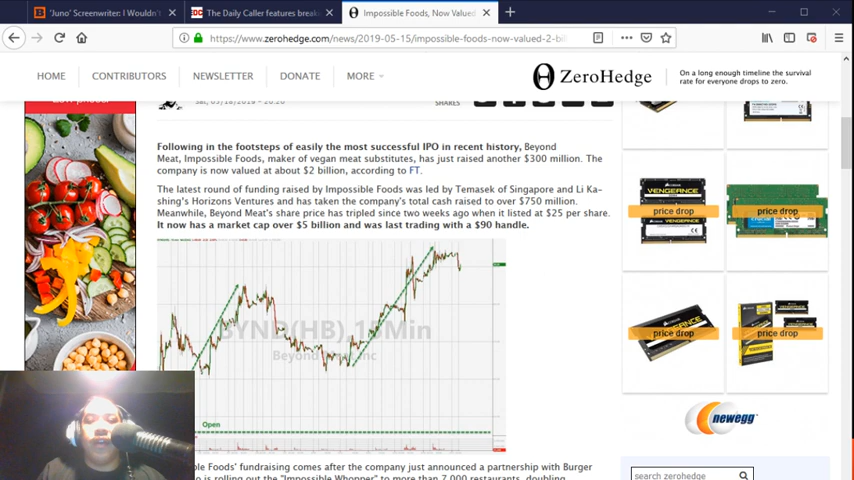 'Juno' Screenwriter: I Wouldn'
The Daily Caller features breaks
Impossible Foods, Now Valued
https://www.zerohedge.com/news/2019-05-15/impossible-foods-now-valued-2-bil
HOME
CONTRIBUTORS
NEWSLETTER
DONATE
MORE
ZeroHedge
On a long enough timeline the survival
rate for everyone drops to zero.
SHARES
Following in the footsteps of easily the most successful IPO in recent history, Beyond
Meat, Impossible Foods, maker of vegan meat substitutes, has just raised another $300 million. The
company is now valued at about $2 billion, according to FT.
The latest round of funding raised by Impossible Foods was led by Temasek of Singapore and Li Ka-
shing's Horizons Ventures and has taken the company's total cash raised to over $750 million.
Meanwhile, Beyond Meat's share price has tripled since two weeks ago when it listed at $25 per share.
It now has a market cap over $5 billion and was last trading with a $90 handle.
BYND(HB),15Min
Beyond Meat, Inc
Open
le Foods' fundraising comes after the company just announced a partnership with Burger
o is rolling out the "Impossible Whopper" to more than 7,000 restaurants, doubling
VENGEANCE
price drop
price drop
VENGEANCE
price drop
price drop
newegg
search zerohedge